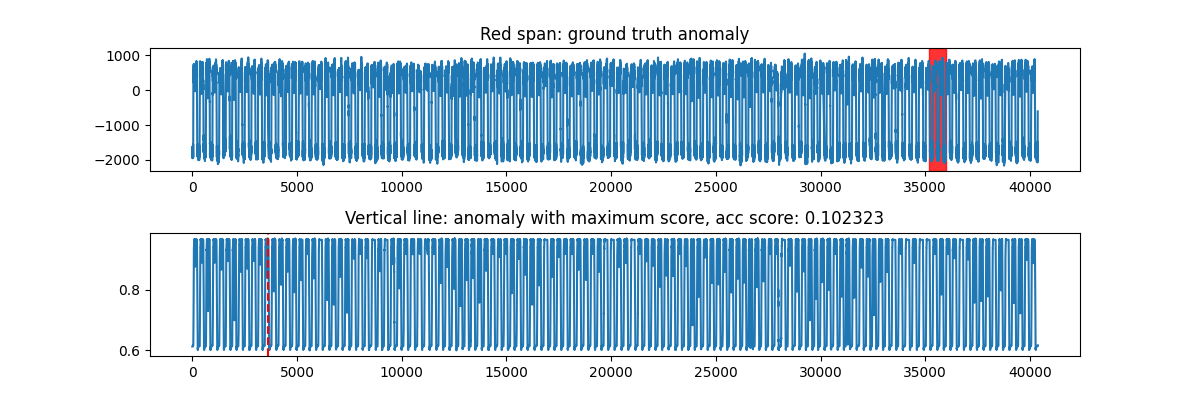 Red span: ground truth anomaly
1000
0
−1000
−2000
0 5000 10000 15000 20000 25000 30000 35000 40000
Vertical line: anomaly with maximum score, acc score: 0.102323
0.8
0.6
0 5000 10000 15000 20000 25000 30000 35000 40000